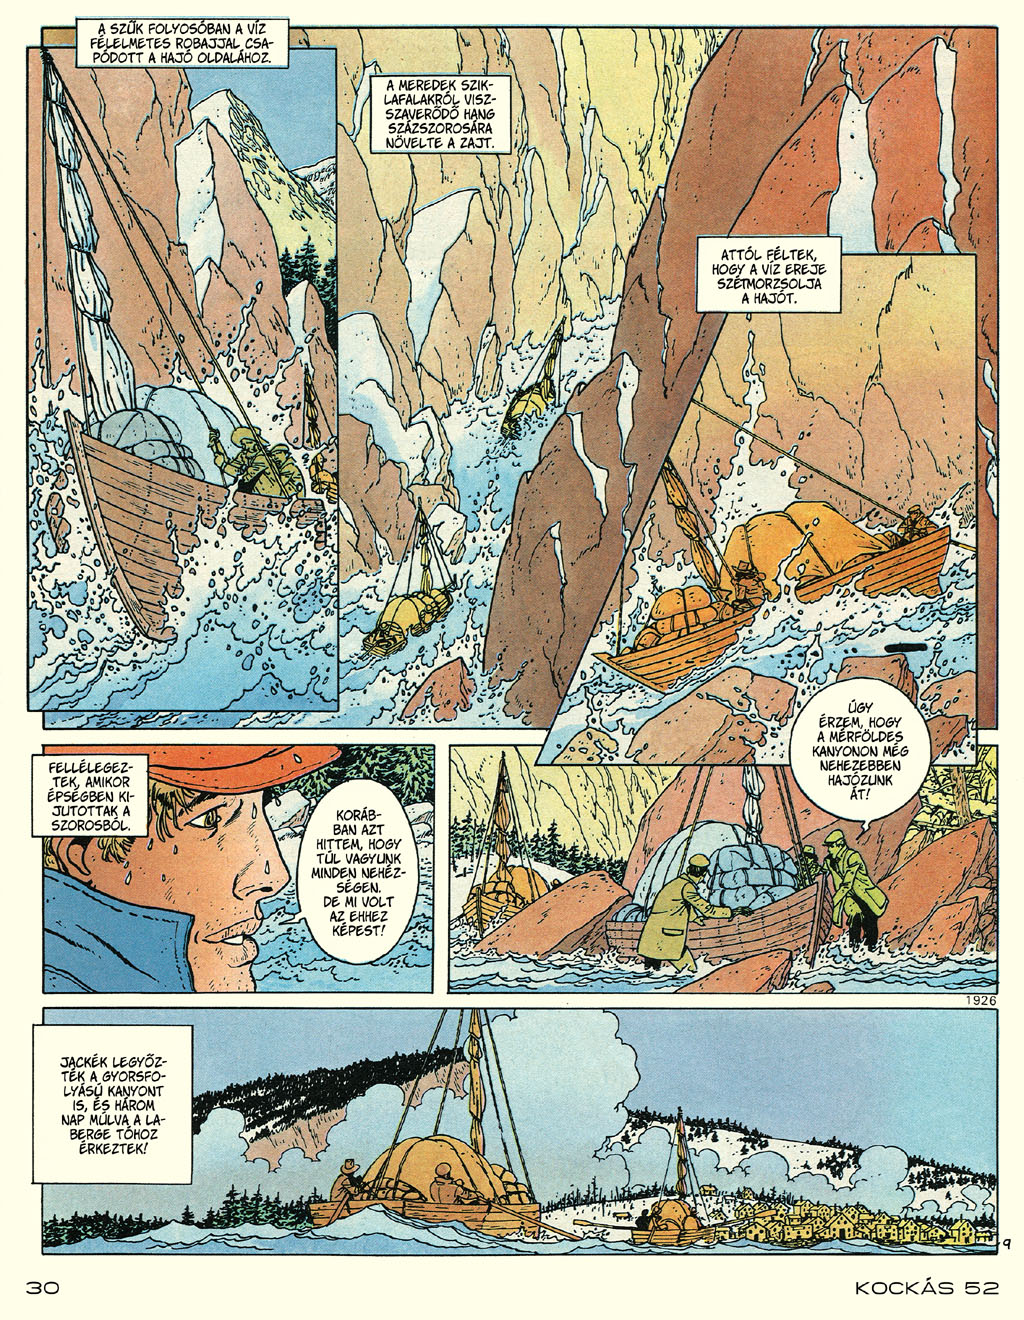 A SZŰK FOLYOSÓBAN A VÍZ
FÉLELMETES ROBAJJAL CSA-
PÓDOTT A HAJÓ OLDALÁHOZ.
A MEREDEK SZIK-
LAFALAKRÓL VISZ-
SZAVERŐDŐ HANG
SZÁZSZOROSÁRA
NÖVELTE A ZAJT.
ATTÓL FÉLTEK,
HOGY A VÍZ EREJE
SZÉTMORZSOLJA
A HAJÓT.
FELLÉLEGEZ-
TEK, AMIKOR
ÉPSÉGBEN KI-
JUTOTTAK A
SZOROSBÓL.
KORÁB-
BAN AZT
HITTEM, HOGY
TÚL VAGYUNK
MINDEN NEHÉZ-
SÉGEN.
DE MI VOLT
AZ EHHEZ
KÉPEST!
ÚGY
ÉRZEM, HOGY
A MÉRFÖLDES
KANYONON MÉG
NEHEZEBBEN
HAJÓZUNK
ÁT!
1926
JACKÉK LEGYŐZ-
TÉK A GYORSFO-
LYÁSÚ KANYONT
IS, ÉS HÁROM
NAP MÚLVA A LA-
BERGE TÓHOZ
ÉRKEZTEK!
9
30
KOCKÁS 52